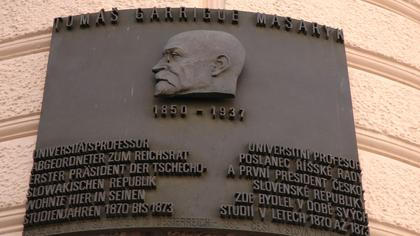 TOMÁŠ GARRIGUE MASARYK
1850 - 1937
UNIVERSITÄTSPROFESSOR
ABGEORDNETER ZUM REICHSRAT
ERSTER PRÄSIDENT DER TSCHECHO-
SLOWAKISCHEN REPUBLIK
WOHNTE HIER IN SEINEN
STUDIENJAHREN 1870 BIS 1873
UNIVERSITNÍ PROFESOR
POSLANEC ŘÍŠSKÉ RADY
A PRVNÍ PRESIDENT ČESKO-
SLOVENSKÉ REPUBLIKY
ZDE BYDLEL V DOBĚ SVÝCH
STUDIÍ V LETECH 1870 AŽ 1873